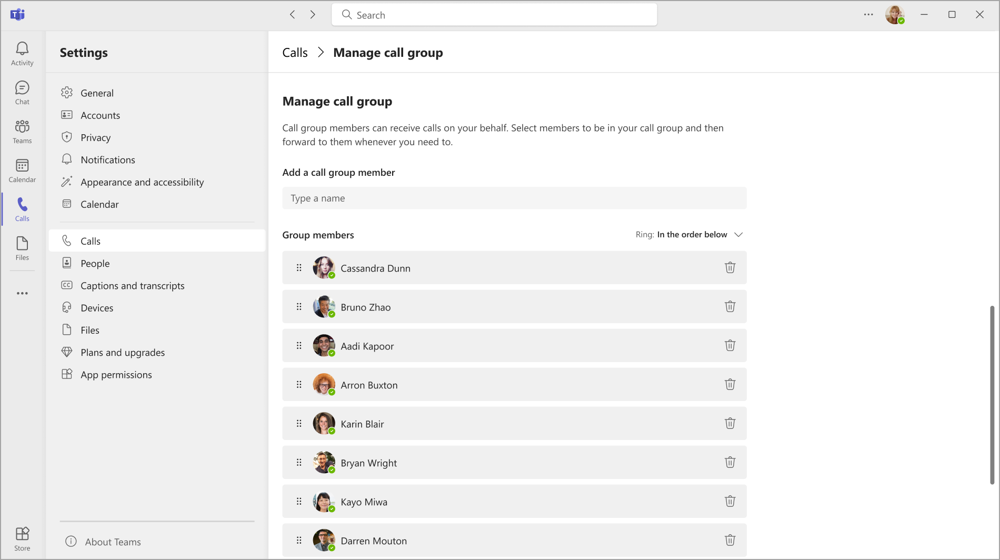 Search
Activity
Chat
Teams
Calendar
Calls
Files
Store
Settings
General
Accounts
Privacy
Notifications
Appearance and accessibility
Calendar
Calls
People
CC
Captions and transcripts
Devices
Files
Plans and upgrades
App permissions
About Teams
Calls > Manage call group
Manage call group
Call group members can receive calls on your behalf. Select members to be in your call group and then
forward to them whenever you need to.
Add a call group member
Type a name
Group members
Ring: In the order below
Cassandra Dunn
Bruno Zhao
Aadi Kapoor
Arron Buxton
Karin Blair
Bryan Wright
Kayo Miwa
Darren Mouton